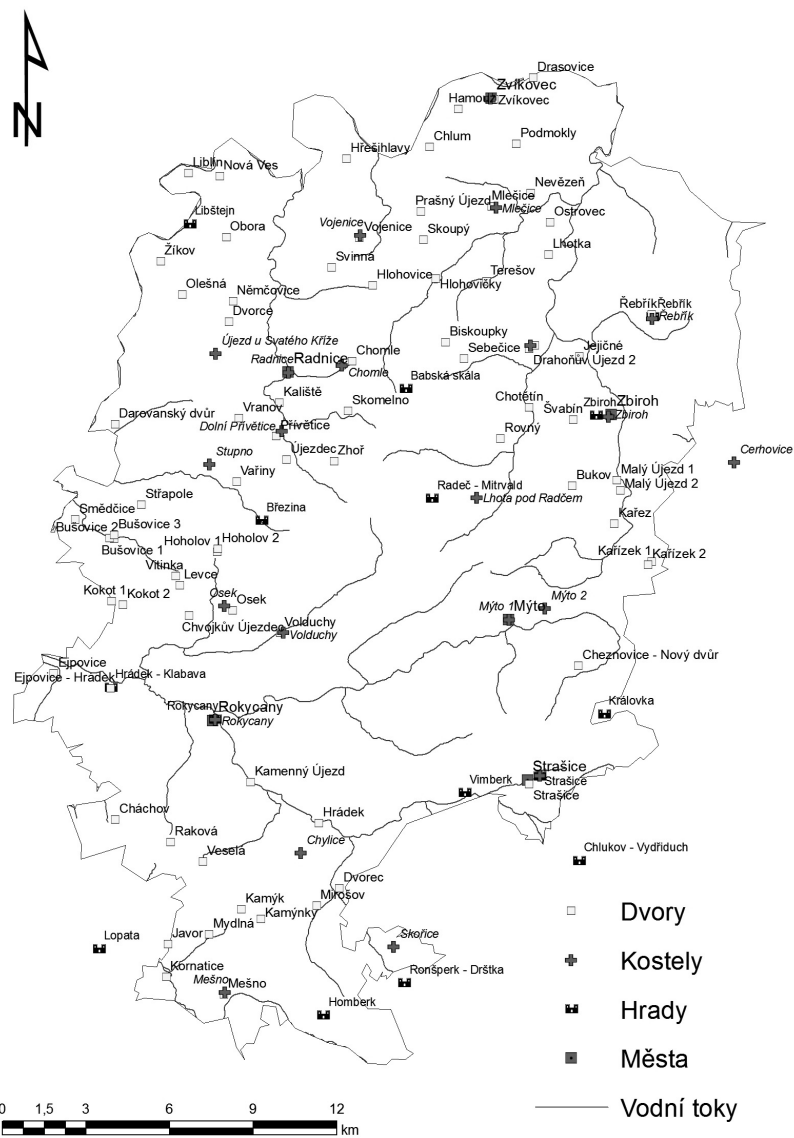 N
Drasovice
Zvíkovec
Hamouz
Zvíkovec
Chlum
Podmokly
Hřešihlavy
Liblín
Nová Ves
Nevězeň
Prašný Újezd
Mlečice
Mlečice
Libštejn
Vojenice
Vojenice
Ostrovec
Obora
Skoupý
Lhotka
Žíkov
Svinná
Terešov
Hlohovice
Hlohovičky
Olešná
Němčovice
Řebřík
Řebřík
Řebřík
Dvorce
Újezd u Svatého Kříže
Biskoupky
Jejičné
Radnice
Radnice
Chomle
Sebečice
Drahoňův Újezd 2
Chomle
Babská skála
Kaliště
Chotětín
Zbiroh
Zbiroh
Darovanský dvůr
Vranov
Skomelno
Švabín
Zbiroh
Dolní Přívětice
Přívětice
Rovný
Stupno
Újezdec
Zhoř
Cerhovice
Vařiny
Bukov
Malý Újezd 1
Malý Újezd 2
Střapole
Radeč - Mitrvald
Lhota pod Radčem
Smědčice
Březina
Kařez
Bušovice 2
Bušovice 3
Bušovice 1
Hoholov 1
Hoholov 2
Kařízek 1
Kařízek 2
Vitinka
Levce
Kokot 1
Kokot 2
Osek
Osek
Mýto 2
Mýto 1
Mýto
Chvojkův Újezdec
Volduchy
Volduchy
Ejpovice
Cheznovice - Nový dvůr
Ejpovice - Hrádek
Hrádek - Klabava
Královka
Rokycany
Rokycany
Rokycany
Strašice
Kamenný Újezd
Vimberk
Strašice
Strašice
Cháchov
Hrádek
Raková
Chylice
Veselá
Chlukov - Vydřiduch
Dvorec
Kamýk
Mirošov
Kamýnky
Dvory
Javor
Mydlná
Skořice
Lopata
Kostely
Kornatice
Mešno
Mešno
Ronšperk - Drštka
Homberk
Hrady
Města
0 1,5 3 6 9 12
km
Vodní toky